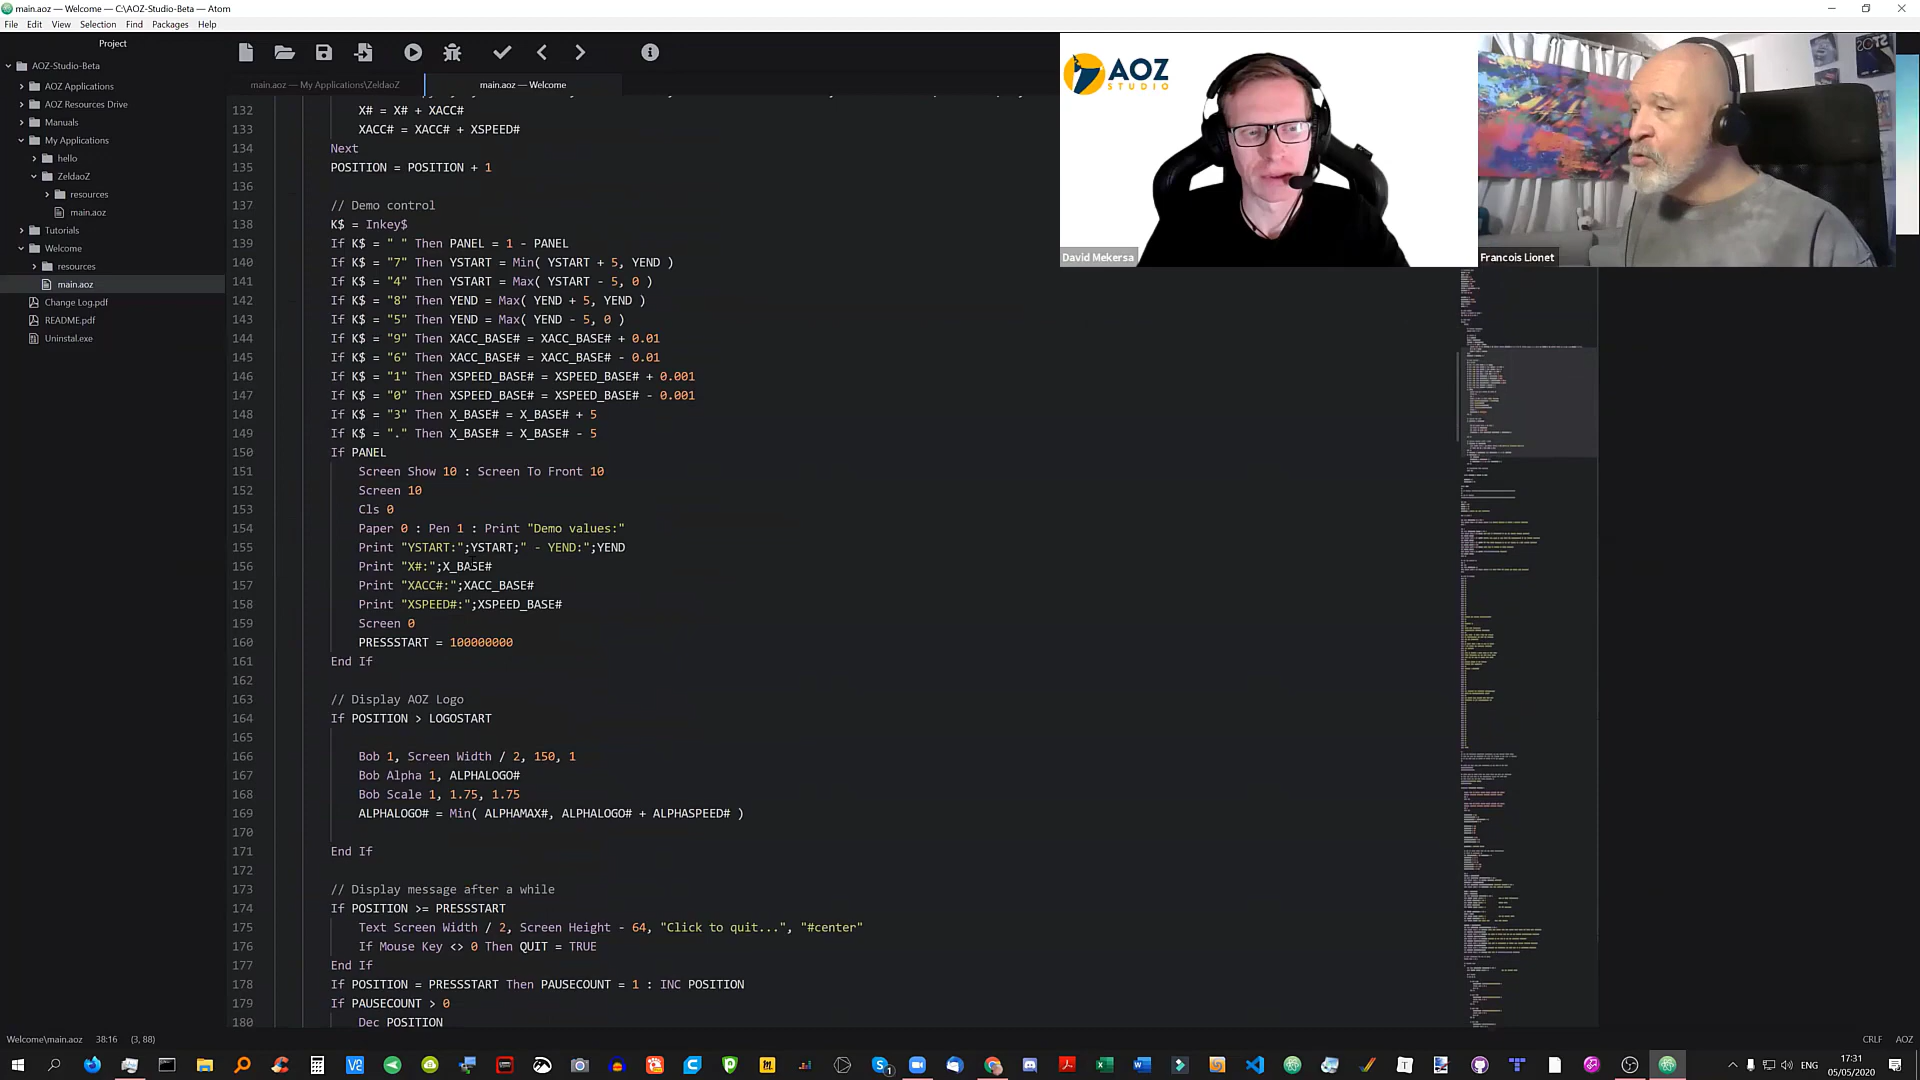 main.aoz — Welcome — C:\AOZ-Studio-Beta — Atom
File Edit View Selection Find Packages Help
Project
AOZ-Studio-Beta
AOZ Applications
AOZ Resources Drive
Manuals
My Applications
hello
ZeldaoZ
resources
main.aoz
Tutorials
Welcome
resources
main.aoz
Change Log.pdf
README.pdf
Uninstal.exe
main.aoz — My Applications\ZeldaoZ
main.aoz — Welcome
132 X# = X# + XACC#
133 XACC# = XACC# + XSPEED#
134 Next
135 POSITION = POSITION + 1
136
137 // Demo control
138 K$ = Inkey$
139 If K$ = " " Then PANEL = 1 - PANEL
140 If K$ = "7" Then YSTART = Min( YSTART + 5, YEND )
141 If K$ = "4" Then YSTART = Max( YSTART - 5, 0 )
142 If K$ = "8" Then YEND = Max( YEND + 5, YEND )
143 If K$ = "5" Then YEND = Max( YEND - 5, 0 )
144 If K$ = "9" Then XACC_BASE# = XACC_BASE# + 0.01
145 If K$ = "6" Then XACC_BASE# = XACC_BASE# - 0.01
146 If K$ = "1" Then XSPEED_BASE# = XSPEED_BASE# + 0.001
147 If K$ = "0" Then XSPEED_BASE# = XSPEED_BASE# - 0.001
148 If K$ = "3" Then X_BASE# = X_BASE# + 5
149 If K$ = "." Then X_BASE# = X_BASE# - 5
150 If PANEL
151 Screen Show 10 : Screen To Front 10
152 Screen 10
153 Cls 0
154 Paper 0 : Pen 1 : Print "Demo values:"
155 Print "YSTART:";YSTART;" - YEND:";YEND
156 Print "X#:";X_BASE#
157 Print "XACC#:";XACC_BASE#
158 Print "XSPEED#:";XSPEED_BASE#
159 Screen 0
160 PRESSSTART = 100000000
161 End If
162
163 // Display AOZ Logo
164 If POSITION > LOGOSTART
165
166 Bob 1, Screen Width / 2, 150, 1
167 Bob Alpha 1, ALPHALOGO#
168 Bob Scale 1, 1.75, 1.75
169 ALPHALOGO# = Min( ALPHAMAX#, ALPHALOGO# + ALPHASPEED# )
170
171 End If
172
173 // Display message after a while
174 If POSITION >= PRESSSTART
175 Text Screen Width / 2, Screen Height - 64, "Click to quit...", "#center"
176 If Mouse Key <> 0 Then QUIT = TRUE
177 End If
178 If POSITION = PRESSSTART Then PAUSECOUNT = 1 : INC POSITION
179 If PAUSECOUNT > 0
180 Dec POSITION
AOZ
STUDIO
David Mekersa
Francois Lionet
Welcome\main.aoz 38:16 (3, 88)
CRLF AOZ
ENG
17:31
05/05/2020